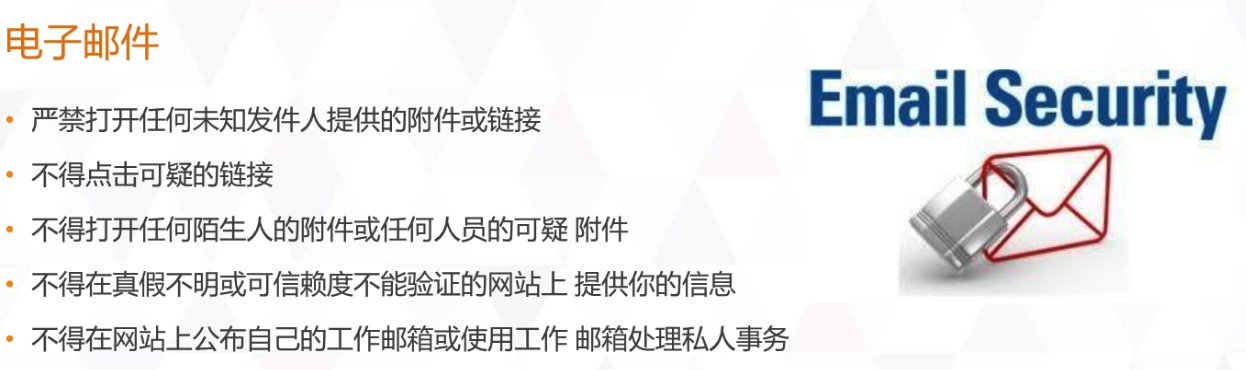 电子邮件
Email Security
• 严禁打开任何未知发件人提供的附件或链接
• 不得点击可疑的链接
• 不得打开任何陌生人的附件或任何人员的可疑 附件
• 不得在真假不明或可信赖度不能验证的网站上 提供你的信息
• 不得在网站上公布自己的工作邮箱或使用工作 邮箱处理私人事务